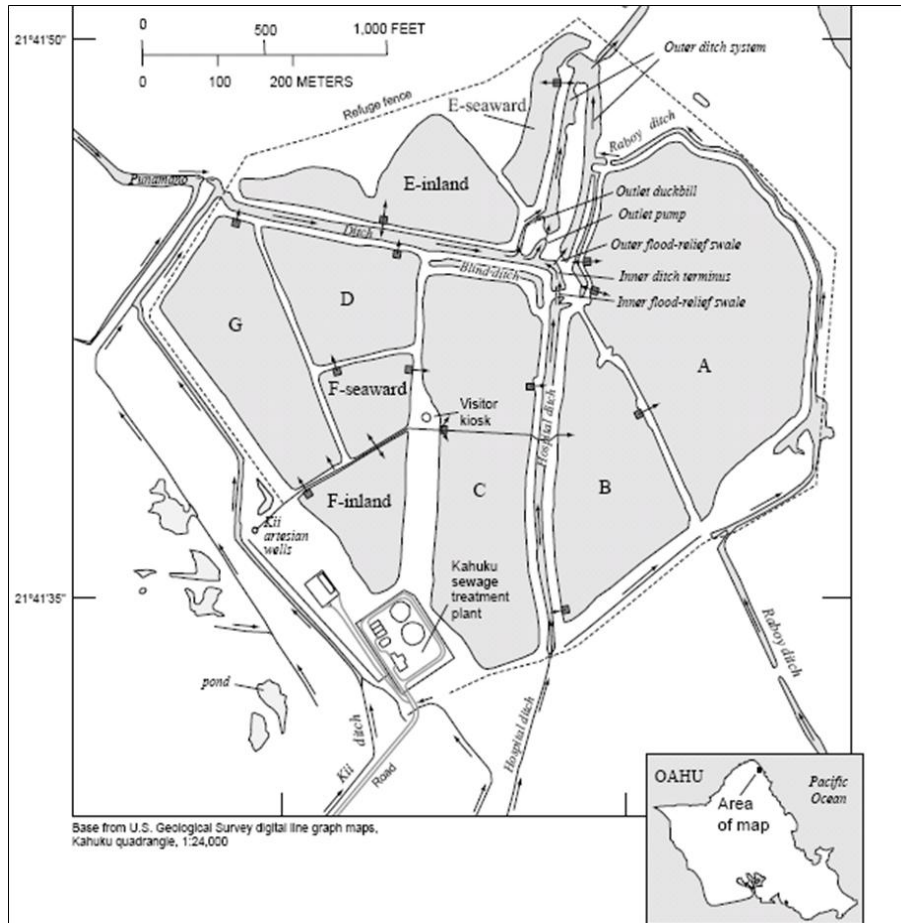 21°41'50"
0 500 1,000 FEET
0 100 200 METERS
Refuge fence
Outer ditch system
E-seaward
Raboy ditch
Punamano
E-inland
Outlet duckbill
Outlet pump
Ditch
Outer flood-relief swale
Blind ditch
Inner ditch terminus
Inner flood-relief swale
D
G
A
F-seaward
Visitor
kiosk
Hospital ditch
F-inland
C
B
Kii
artesian
wells
Kahuku
sewage
treatment
plant
21°41'35"
Raboy ditch
pond
Kii ditch
Road
Hospital ditch
OAHU
Pacific
Ocean
Area
of map
Base from U.S. Geological Survey digital line graph maps,
Kahuku quadrangle, 1:24,000